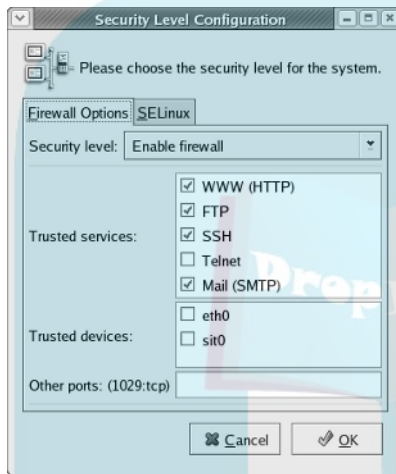 Security Level Configuration
Please choose the security level for the system.
Firewall Options SELinux
Security level: Enable firewall
Trusted services:
WWW (HTTP)
FTP
SSH
Telnet
Mail (SMTP)
Trusted devices:
eth0
sit0
Other ports: (1029:tcp)
Cancel OK